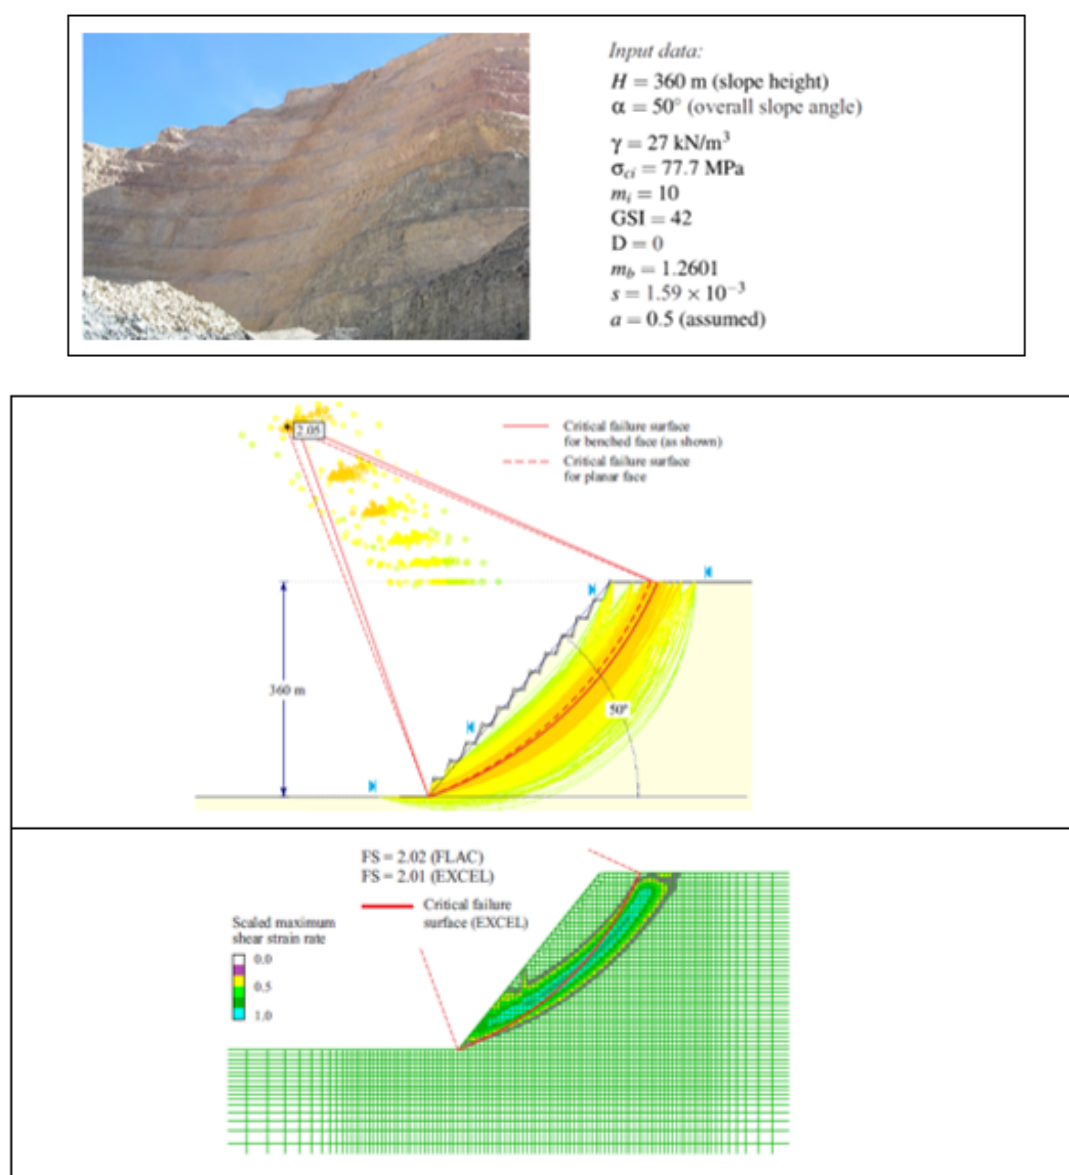 Input data:
H = 360 m (slope height)
α = 50° (overall slope angle)
γ = 27 kN/m³
σci = 77.7 MPa
mi = 10
GSI = 42
D = 0
mb = 1.2601
s = 1.59 × 10⁻³
a = 0.5 (assumed)
2.05
Critical failure surface
for benched face (as shown)
Critical failure surface
for planar face
360 m
50°
FS = 2.02 (FLAC)
FS = 2.01 (EXCEL)
Critical failure
surface (EXCEL)
Scaled maximum
shear strain rate
0.0
0.5
1.0